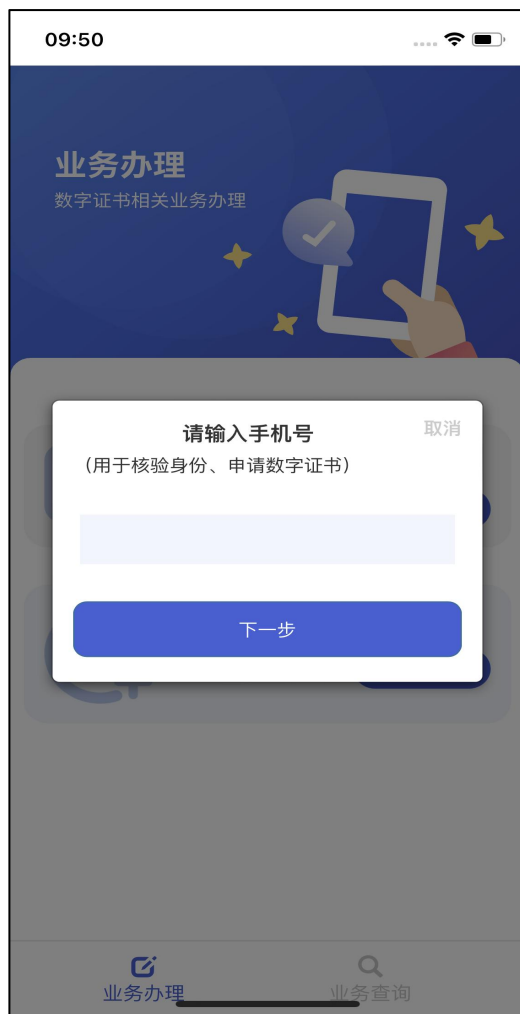 09:50
业务办理
数字证书相关业务办理
请输入手机号
取消
（用于核验身份、申请数字证书）
下一步
业务办理
业务查询